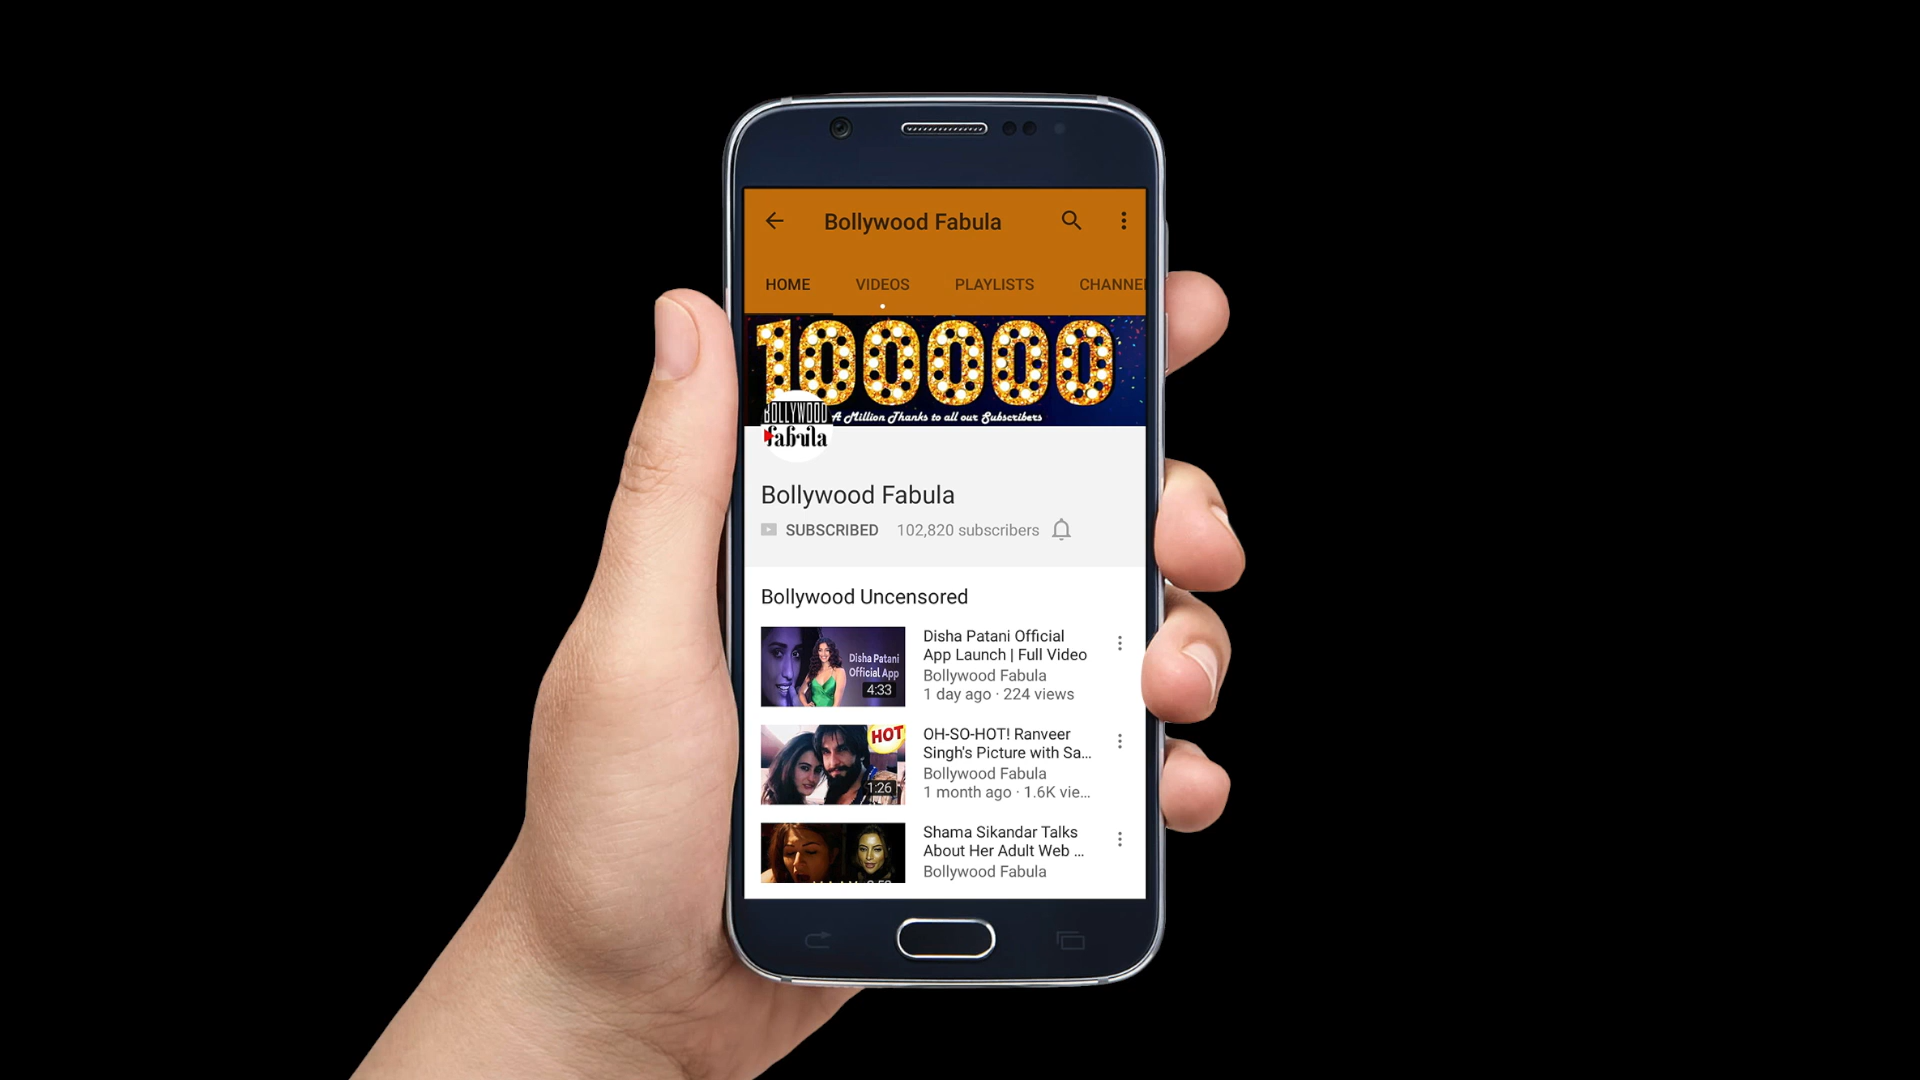 Bollywood Fabula
HOME VIDEOS PLAYLISTS CHANNE
100000
A Million Thanks to all our Subscribers
BOLLYWOOD
fabula
Bollywood Fabula
SUBSCRIBED 102,820 subscribers
Bollywood Uncensored
Disha Patani
Official App
4:33
Disha Patani Official
App Launch | Full Video
Bollywood Fabula
1 day ago · 224 views
HOT
1:26
OH-SO-HOT! Ranveer
Singh's Picture with Sa...
Bollywood Fabula
1 month ago · 1.6K vie...
Shama Sikandar Talks
About Her Adult Web ...
Bollywood Fabula